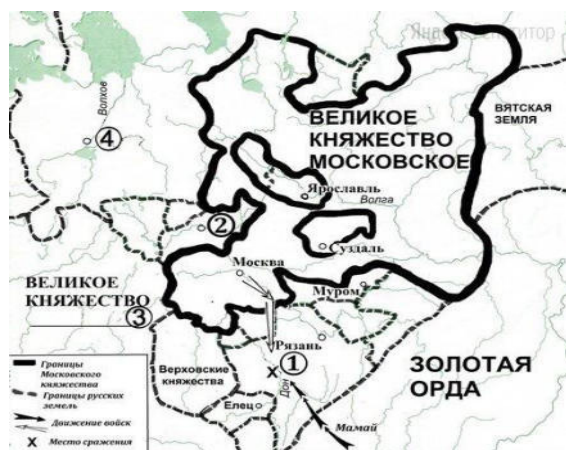 Волхов
④
ВЕЛИКОЕ
КНЯЖЕСТВО
МОСКОВСКОЕ
ВЯТСКАЯ
ЗЕМЛЯ
Ярославль
Волга
②
Суздаль
Москва
ВЕЛИКОЕ
КНЯЖЕСТВО
③
Муром
Рязань
①
X
Верховские
княжества
Дон
Елец
Мамай
ЗОЛОТАЯ
ОРДА
Границы
Московского
княжества
Границы русских
земель
Движение войск
X Место сражения